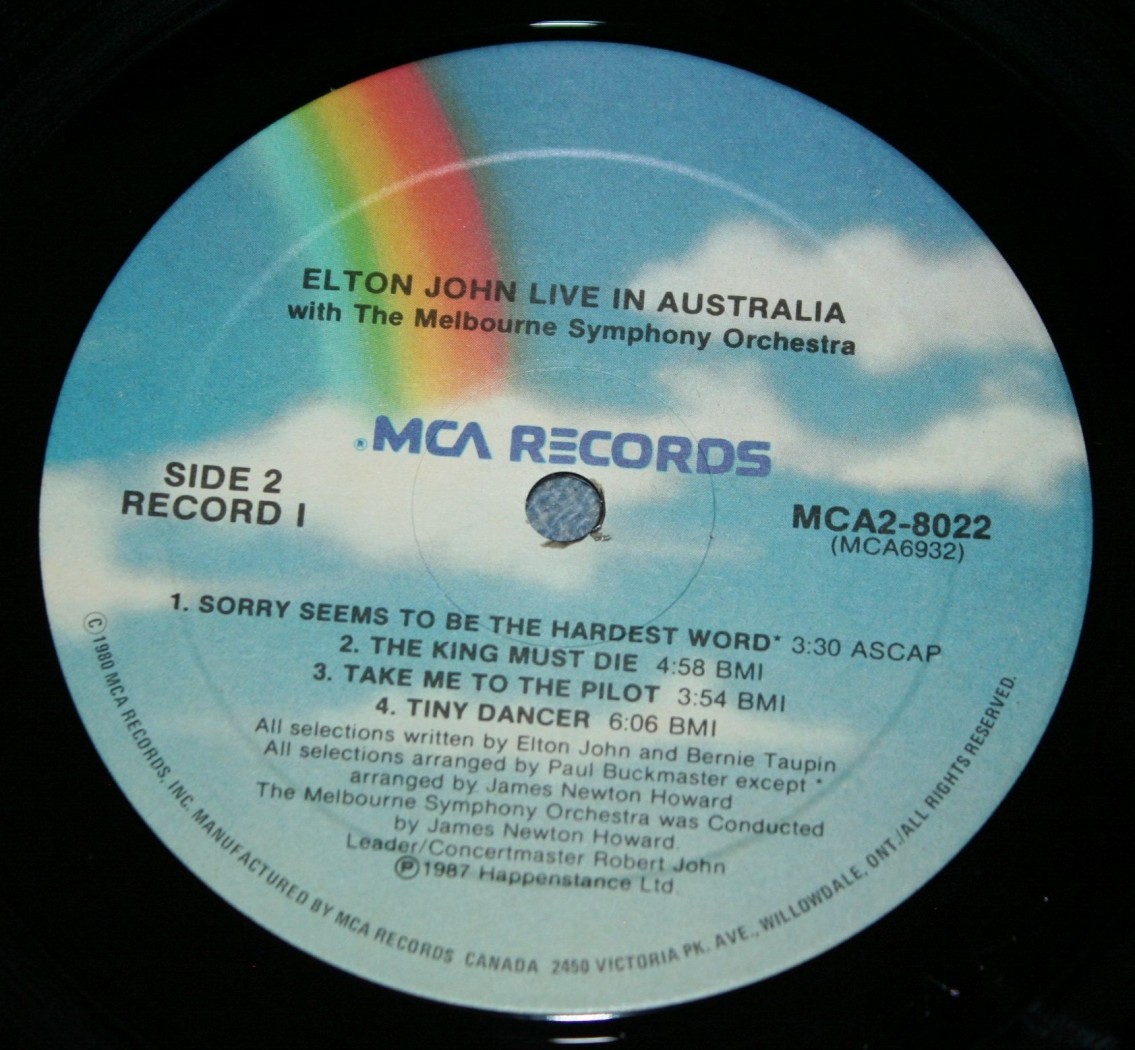 ELTON JOHN LIVE IN AUSTRALIA
with The Melbourne Symphony Orchestra
® MCA RECORDS
SIDE 2
RECORD I
MCA2-8022
(MCA6932)
1. SORRY SEEMS TO BE THE HARDEST WORD* 3:30 ASCAP
2. THE KING MUST DIE 4:58 BMI
3. TAKE ME TO THE PILOT 3:54 BMI
4. TINY DANCER 6:06 BMI
All selections written by Elton John and Bernie Taupin
All selections arranged by Paul Buckmaster except *
arranged by James Newton Howard
The Melbourne Symphony Orchestra was Conducted
by James Newton Howard
Leader/Concertmaster Robert John
℗1987 Happenstance Ltd.
©1980 MCA RECORDS, INC. MANUFACTURED BY MCA RECORDS CANADA 2450 VICTORIA PK. AVE., WILLOWDALE, ONT./ALL RIGHTS RESERVED.